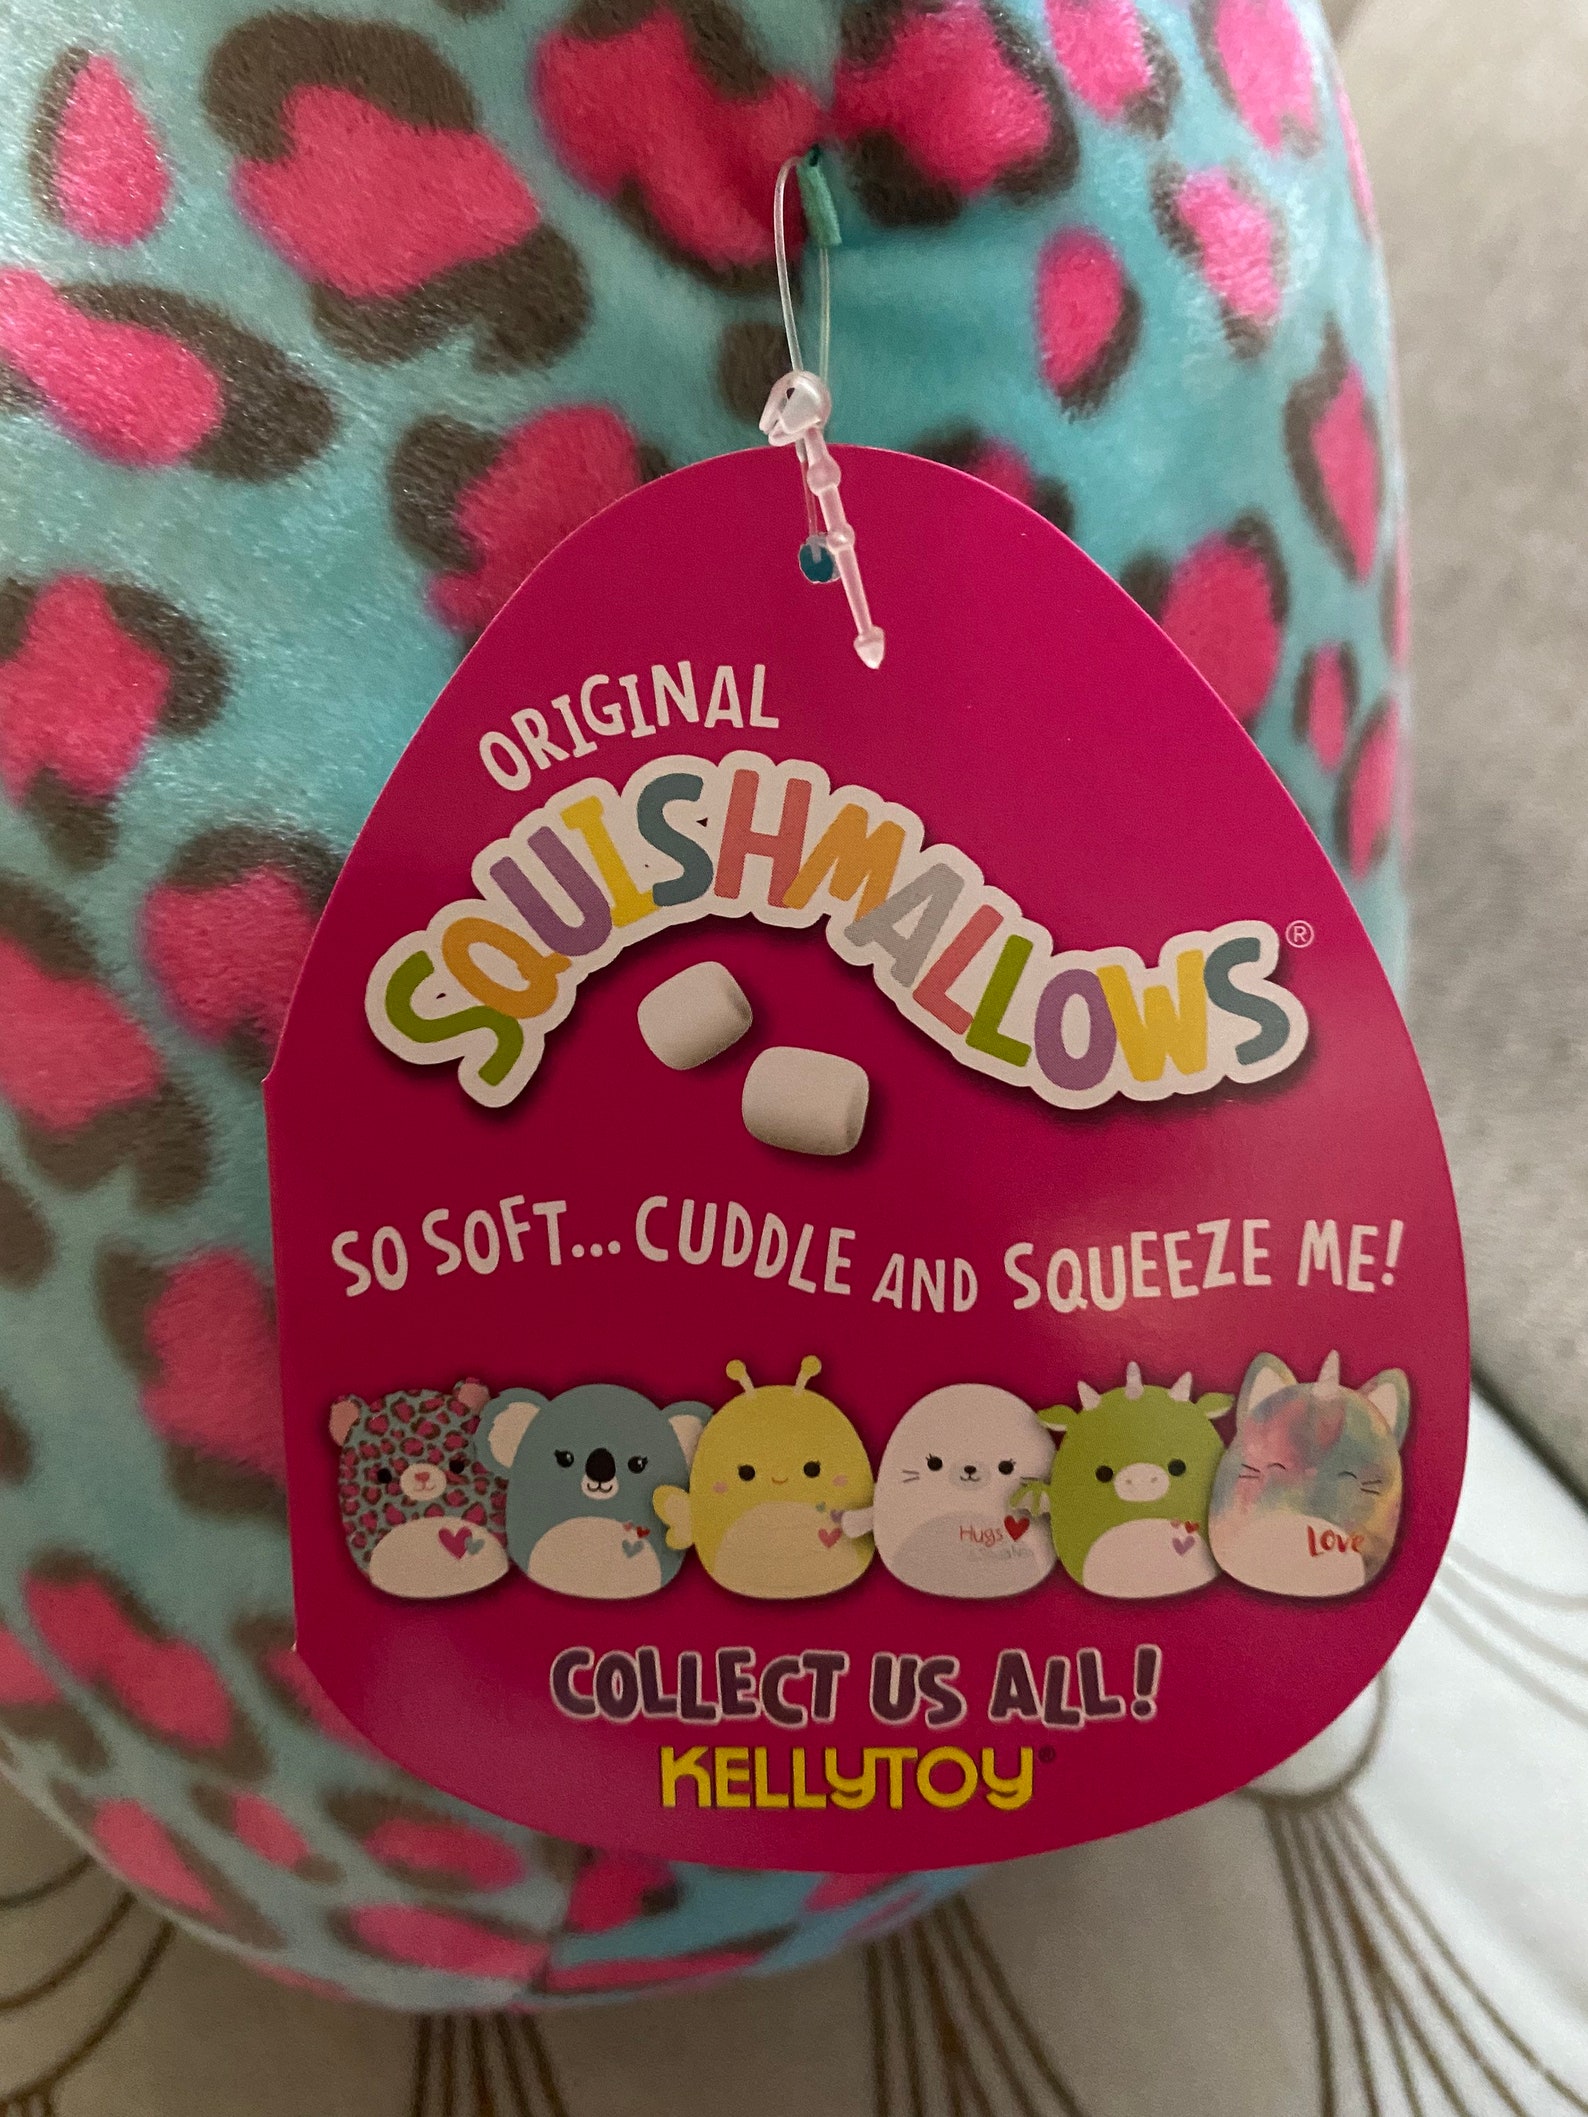 ORIGINAL
SQUISHMALLOWS®
SO SOFT... CUDDLE AND SQUEEZE ME!
Hugs
Love
COLLECT US ALL!
KELLYTOY®